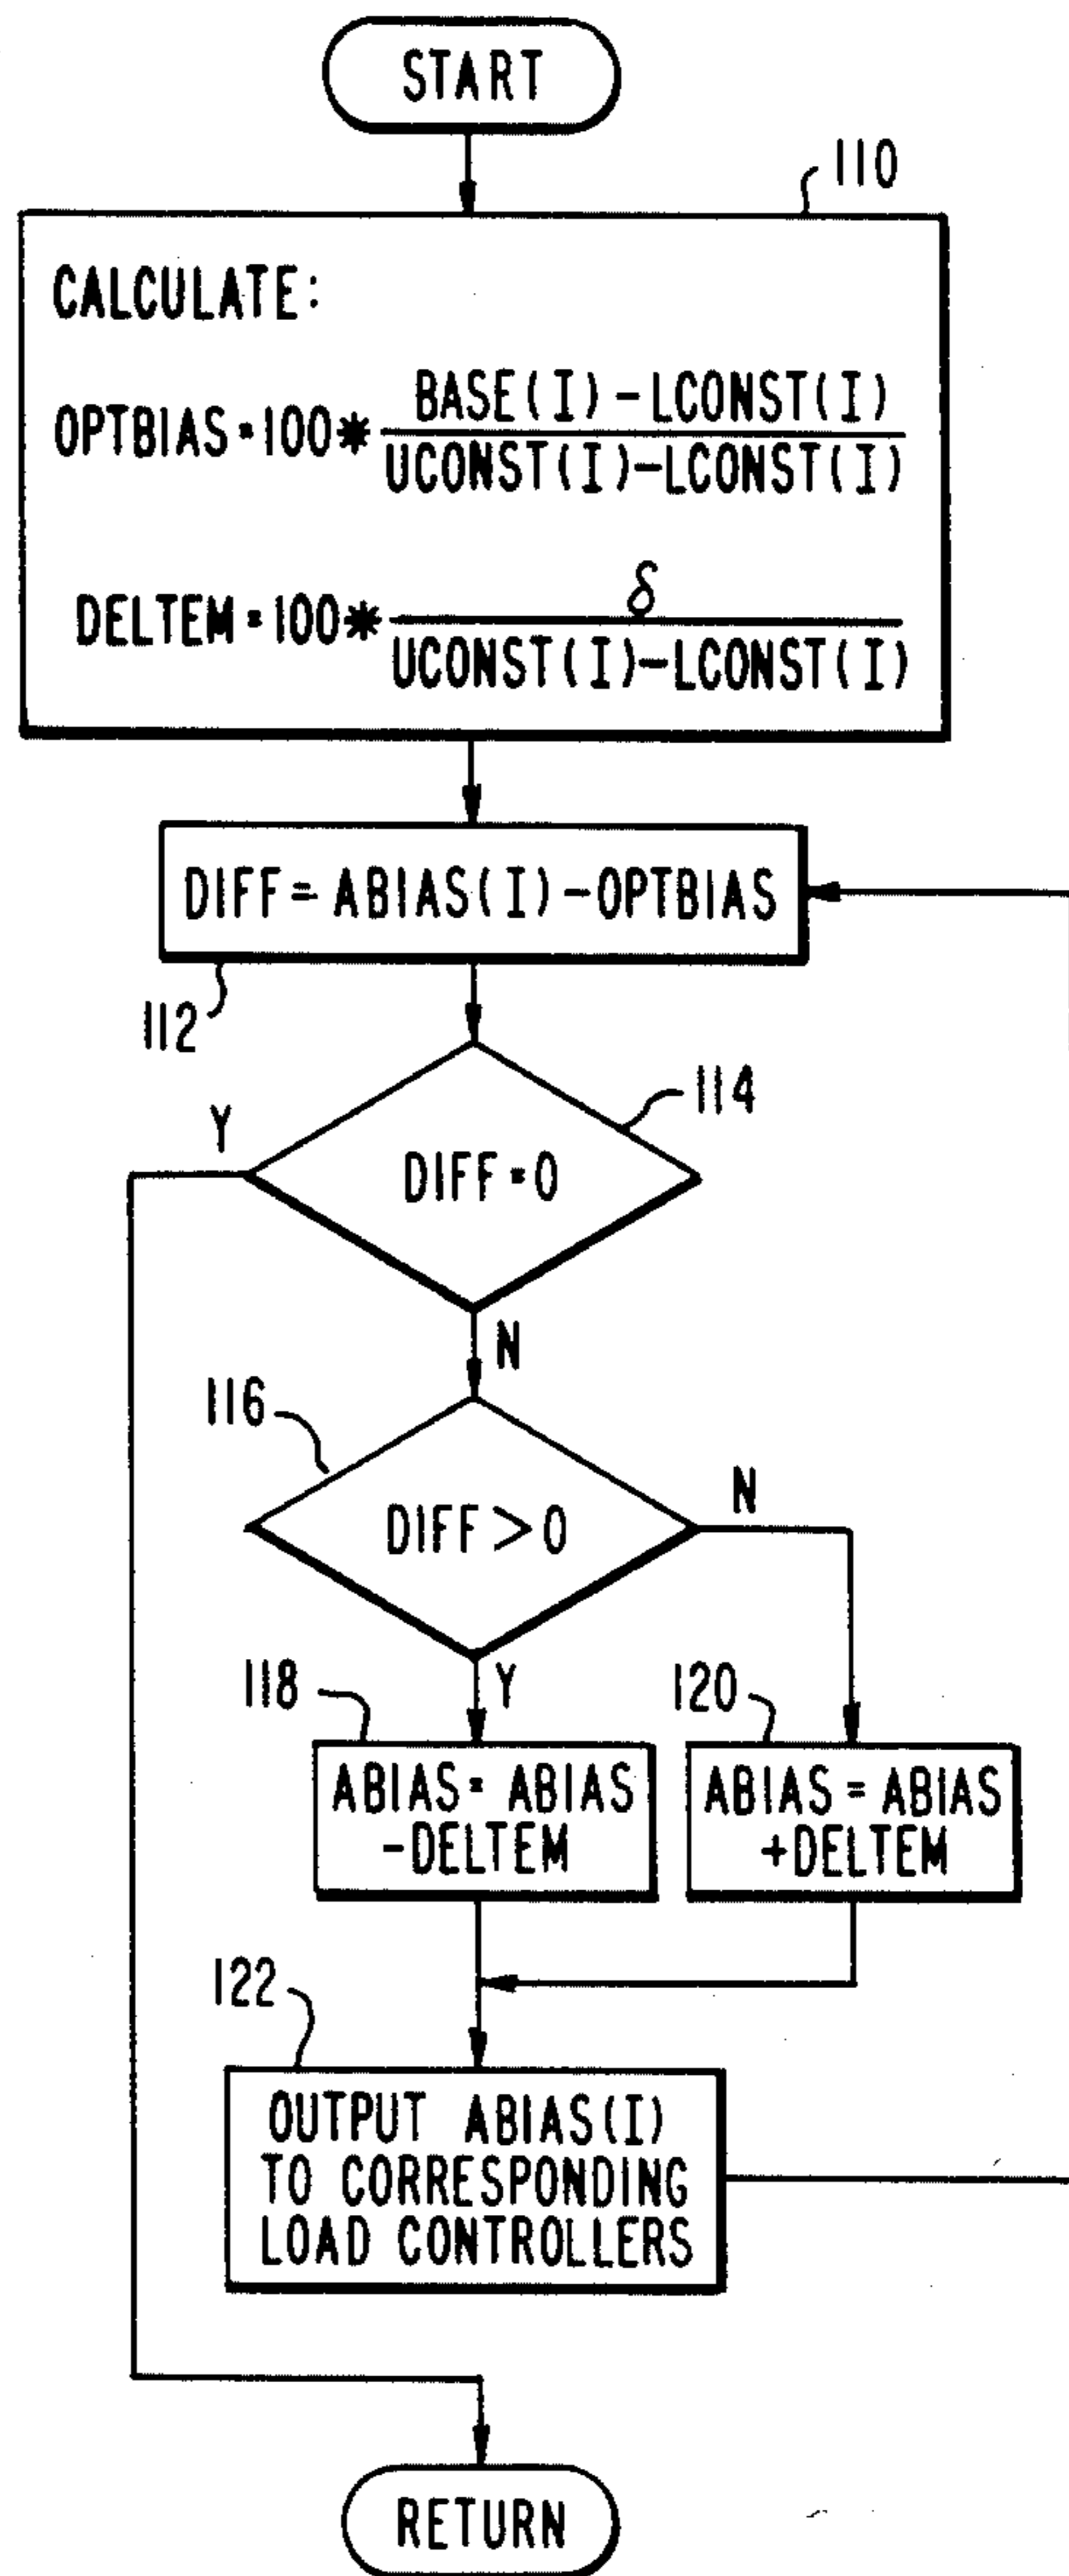 START
110
CALCULATE:
OPTBIAS=100* BASE(I)-LCONST(I)
UCONST(I)-LCONST(I)
DELTEM=100* δ
UCONST(I)-LCONST(I)
DIFF=ABIAS(I)-OPTBIAS
112
114
Y
DIFF=0
N
116
DIFF>0
N
Y
118
120
ABIAS=ABIAS
-DELTEM
ABIAS=ABIAS
+DELTEM
122
OUTPUT ABIAS(I)
TO CORRESPONDING
LOAD CONTROLLERS
RETURN